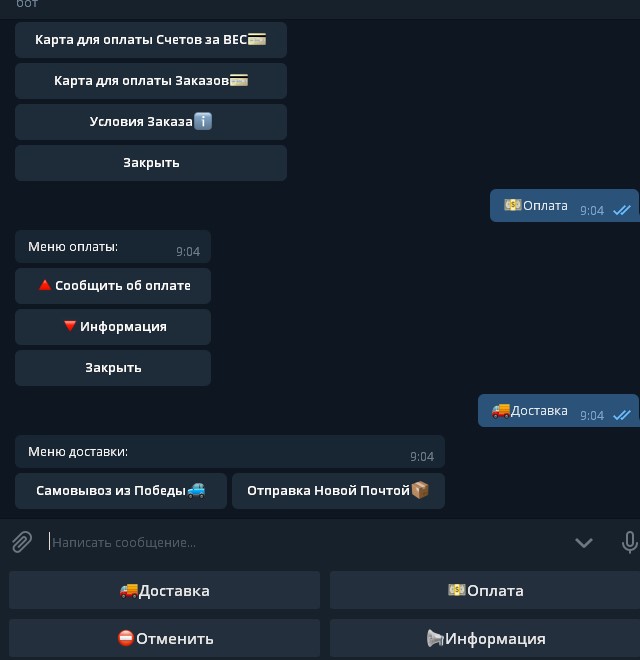 бот
Карта для оплаты Счетов за ВЕС💳
Карта для оплаты Заказов💳
Условия Заказаℹ️
Закрыть
💵Оплата 9:04
Меню оплаты: 9:04
🔺Сообщить об оплате
🔻Информация
Закрыть
🚚Доставка 9:04
Меню доставки: 9:04
Самовывоз из Победы🚙 Отправка Новой Почтой📦
Написать сообщение...
🚚Доставка 💵Оплата
⛔Отменить 📢Информация